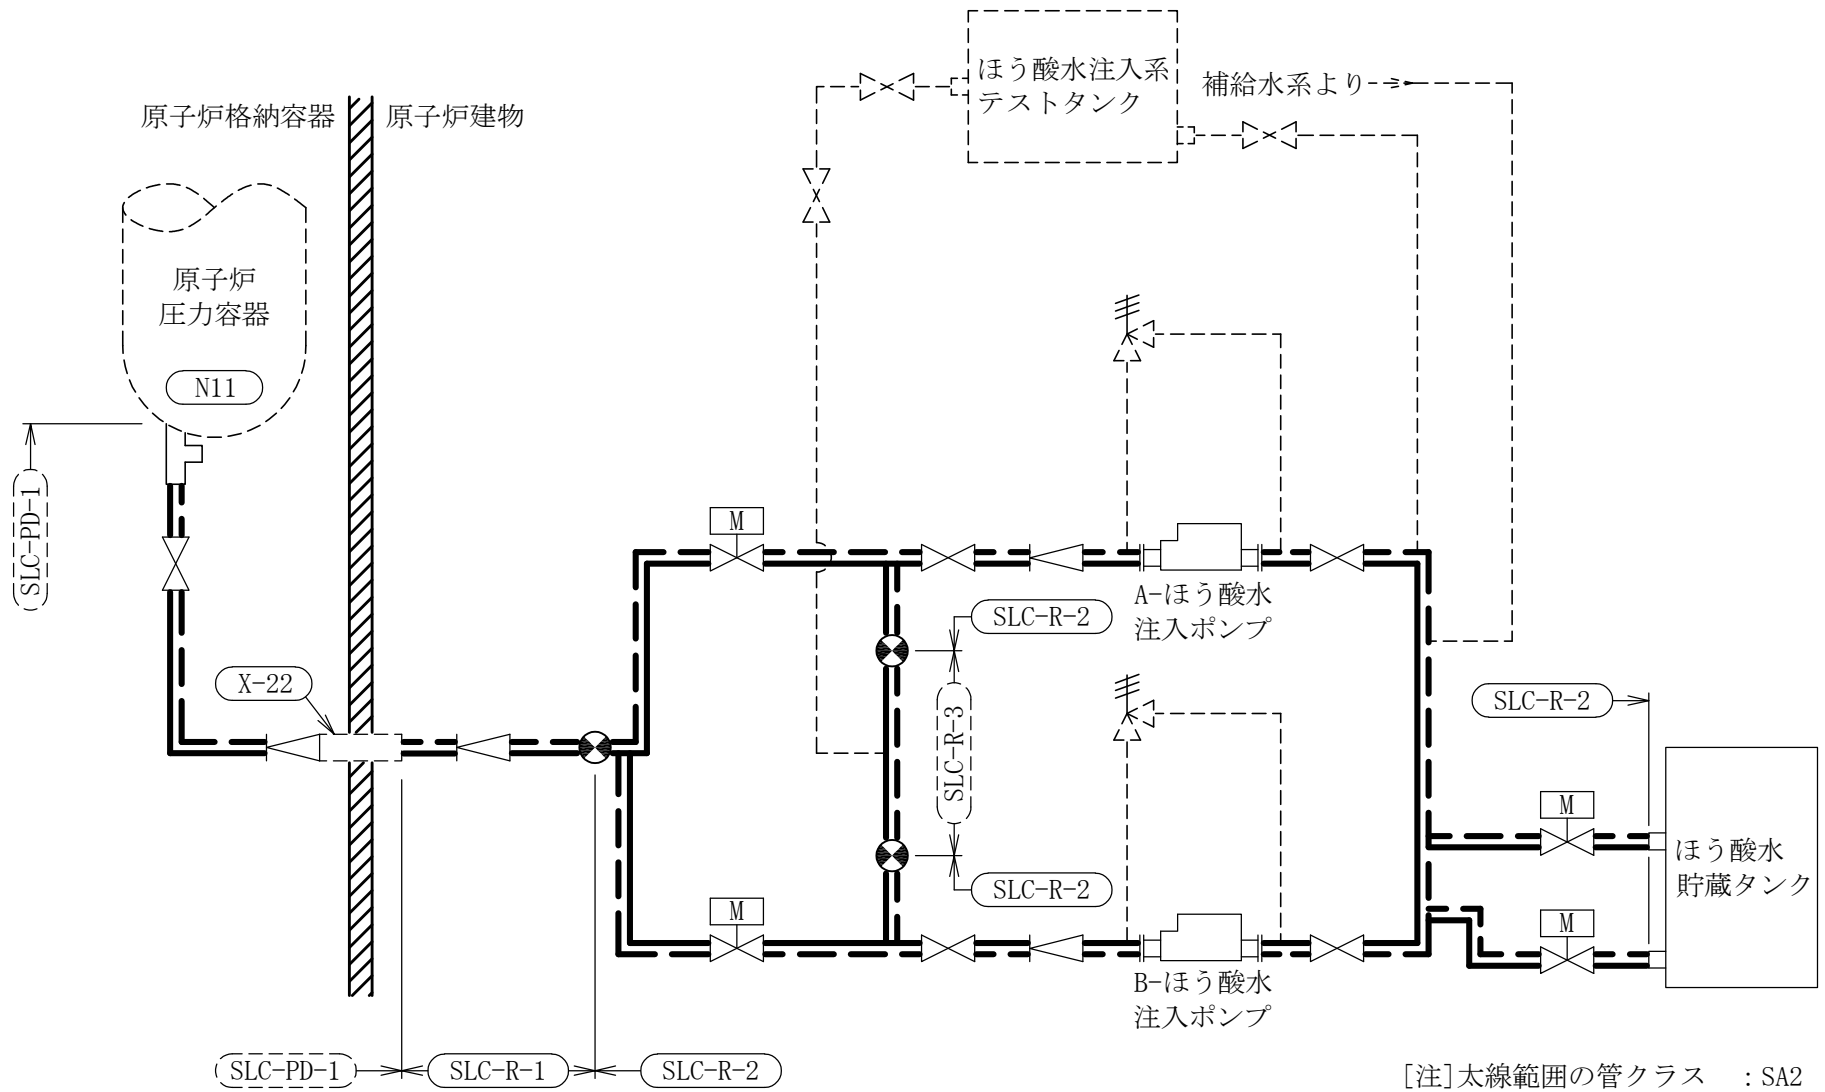 ほう酸水注入系
テストタンク
補給水系より
原子炉格納容器
原子炉建物
原子炉
圧力容器
N11
SLC-PD-1
M
A-ほう酸水
注入ポンプ
SLC-R-2
X-22
SLC-R-3
SLC-R-2
M
ほう酸水
貯蔵タンク
SLC-R-2
M
M
B-ほう酸水
注入ポンプ
SLC-PD-1
SLC-R-1
SLC-R-2
[注]太線範囲の管クラス ：SA2